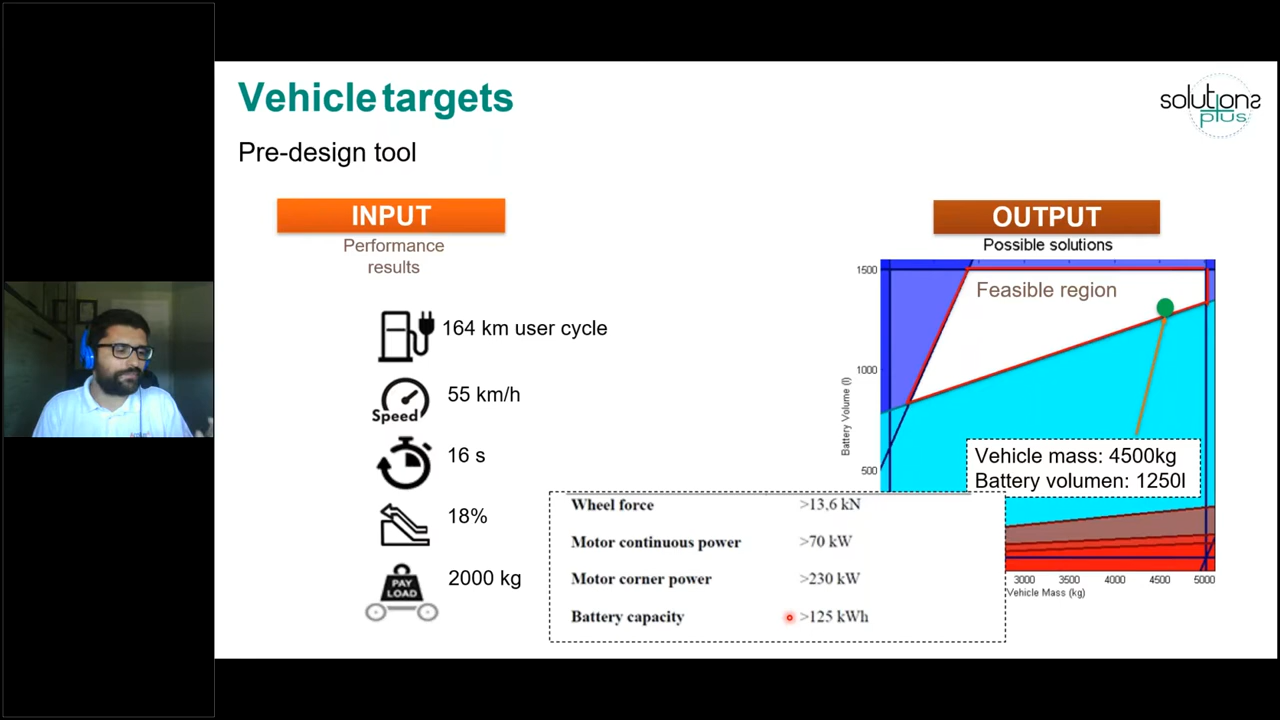 Vehicle targets
solutions
plus
Pre-design tool
INPUT
Performance
results
164 km user cycle
Speed
55 km/h
16 s
18%
PAY
LOAD
2000 kg
OUTPUT
Possible solutions
1500
1000
500
Battery Volume (l)
Feasible region
Vehicle mass: 4500kg
Battery volumen: 1250l
3000 3500 4000 4500 5000
Vehicle Mass (kg)
Wheel force >13,6 kN
Motor continuous power >70 kW
Motor corner power >230 kW
Battery capacity >125 kWh